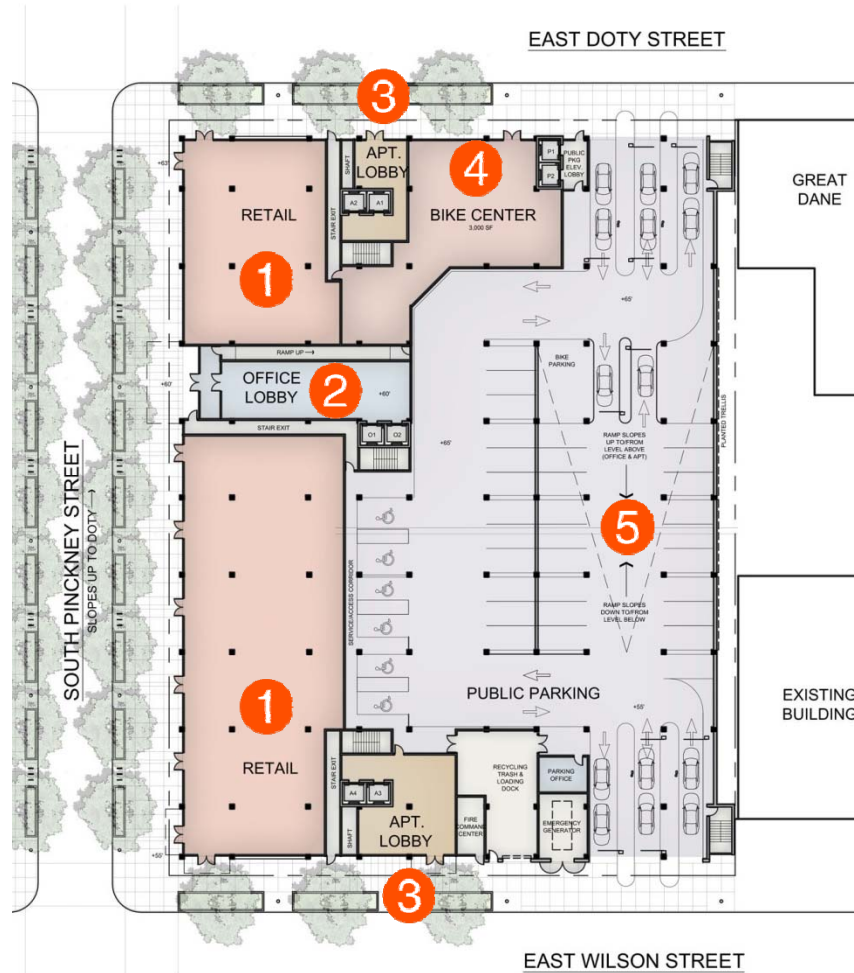 EAST DOTY STREET
3
+63'
SHAFT
APT.
LOBBY
A2
A1
STAIR EXIT
4
BIKE CENTER
3,000 SF
P1
P2
PUBLIC
PKG
ELEV.
LOBBY
GREAT
DANE
RETAIL
1
+65'
RAMP UP
OFFICE
LOBBY
2
+60'
+60'
STAIR EXIT
O1
O2
+65'
BIKE
PARKING
RAMP SLOPES
UP TO/FROM
LEVEL ABOVE
(OFFICE & APT)
PLANTED TRELLIS
5
RAMP SLOPES
DOWN TO/FROM
LEVEL BELOW
SOUTH PINCKNEY STREET
SLOPES UP TO DOTY
SERVICE/ACCESS CORRIDOR
1
RETAIL
PUBLIC PARKING
+55'
EXISTING
BUILDING
STAIR EXIT
A4
A3
SHAFT
APT.
LOBBY
RECYCLING
TRASH &
LOADING
DOCK
FIRE
COMMAND
CENTER
PARKING
OFFICE
EMERGENCY
GENERATOR
+55'
3
EAST WILSON STREET